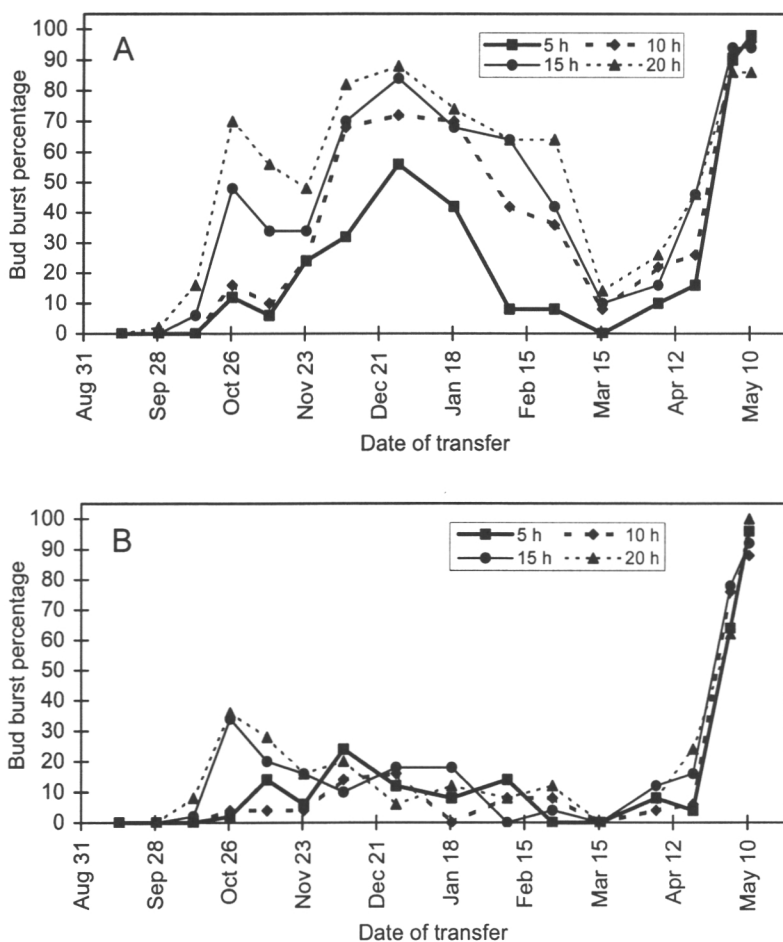 A
5 h 10 h
15 h 20 h
Bud burst percentage
100
90
80
70
60
50
40
30
20
10
0
Aug 31
Sep 28
Oct 26
Nov 23
Dec 21
Jan 18
Feb 15
Mar 15
Apr 12
May 10
Date of transfer
B
5 h 10 h
15 h 20 h
Bud burst percentage
100
90
80
70
60
50
40
30
20
10
0
Aug 31
Sep 28
Oct 26
Nov 23
Dec 21
Jan 18
Feb 15
Mar 15
Apr 12
May 10
Date of transfer